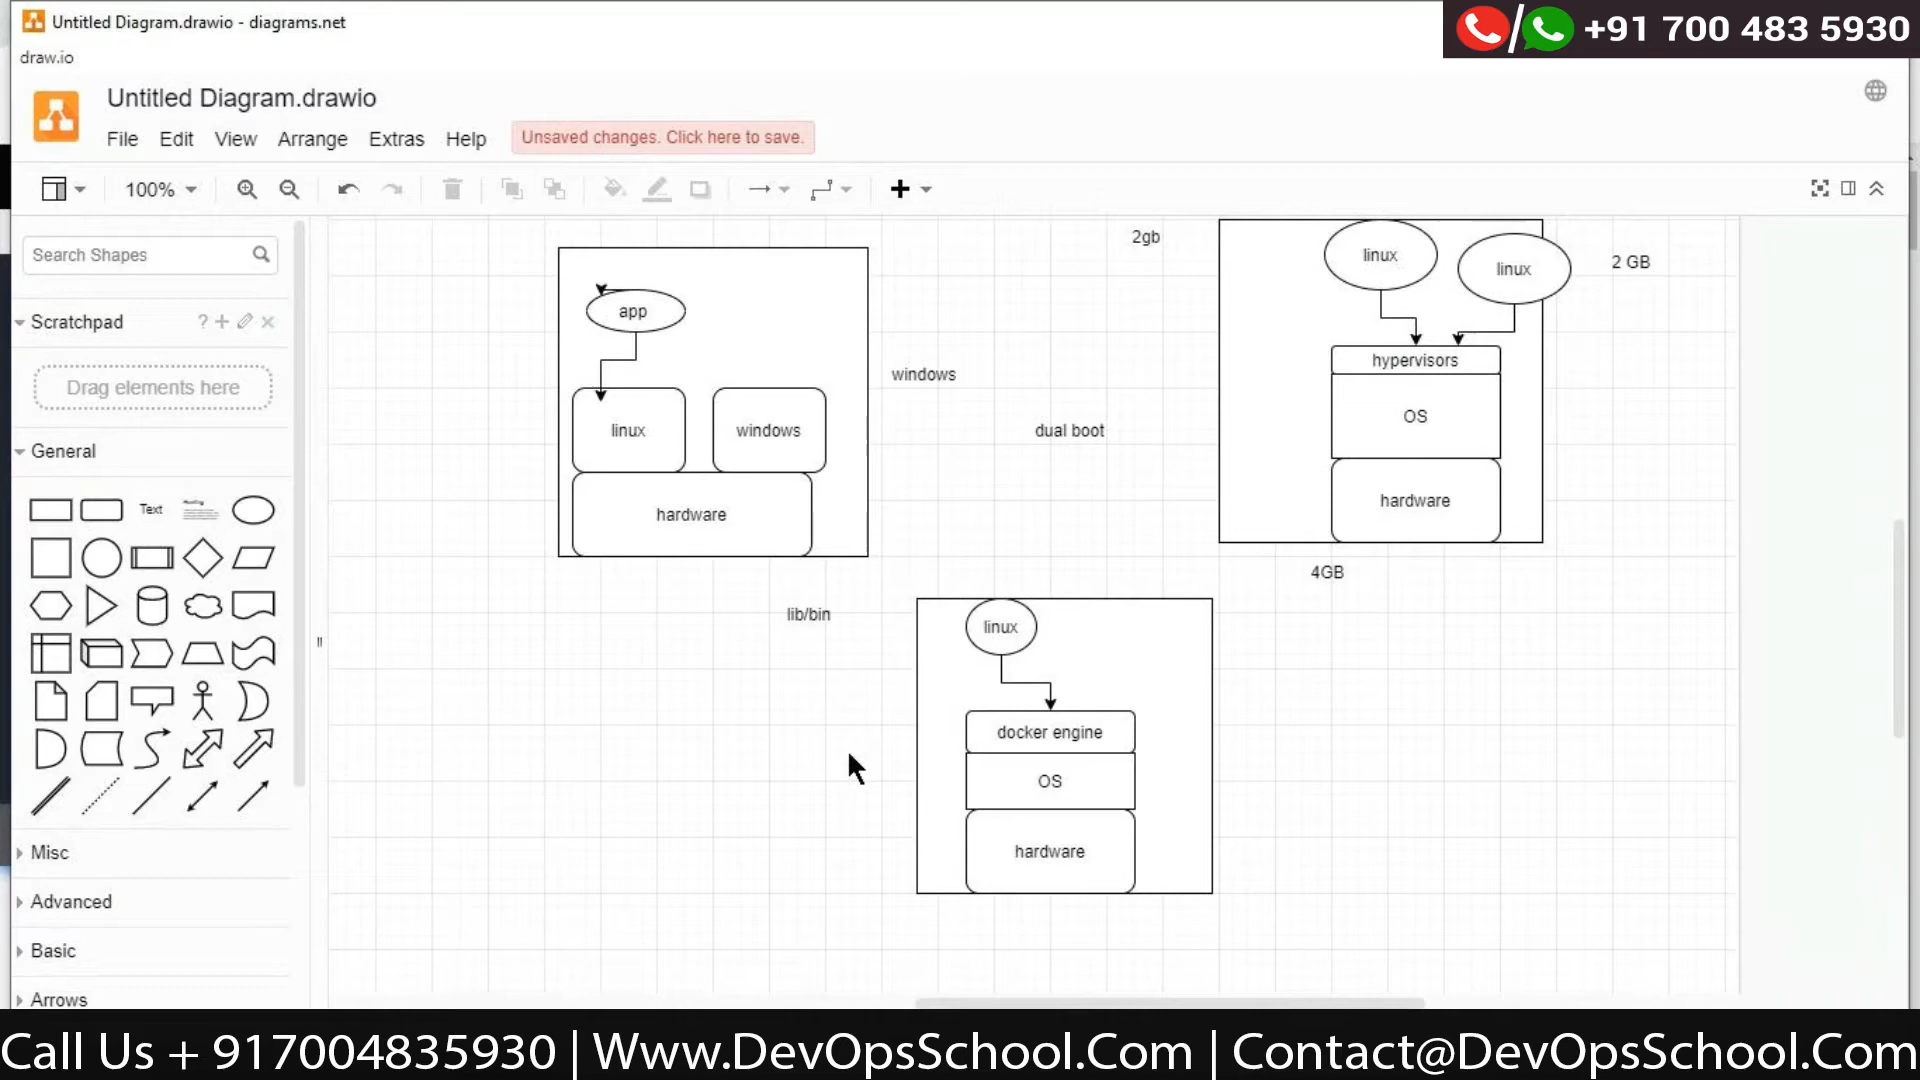 Untitled Diagram.drawio - diagrams.net
+91 700 483 5930
draw.io
Untitled Diagram.drawio
File Edit View Arrange Extras Help
Unsaved changes. Click here to save.
100%
Search Shapes
Scratchpad
?
Drag elements here
General
Text
Misc
Advanced
Basic
Arrows
app
linux
windows
hardware
windows
dual boot
2gb
linux
linux
2 GB
hypervisors
OS
hardware
4GB
lib/bin
linux
docker engine
OS
hardware
Call Us + 917004835930 | Www.DevOpsSchool.Com | Contact@DevOpsSchool.Com